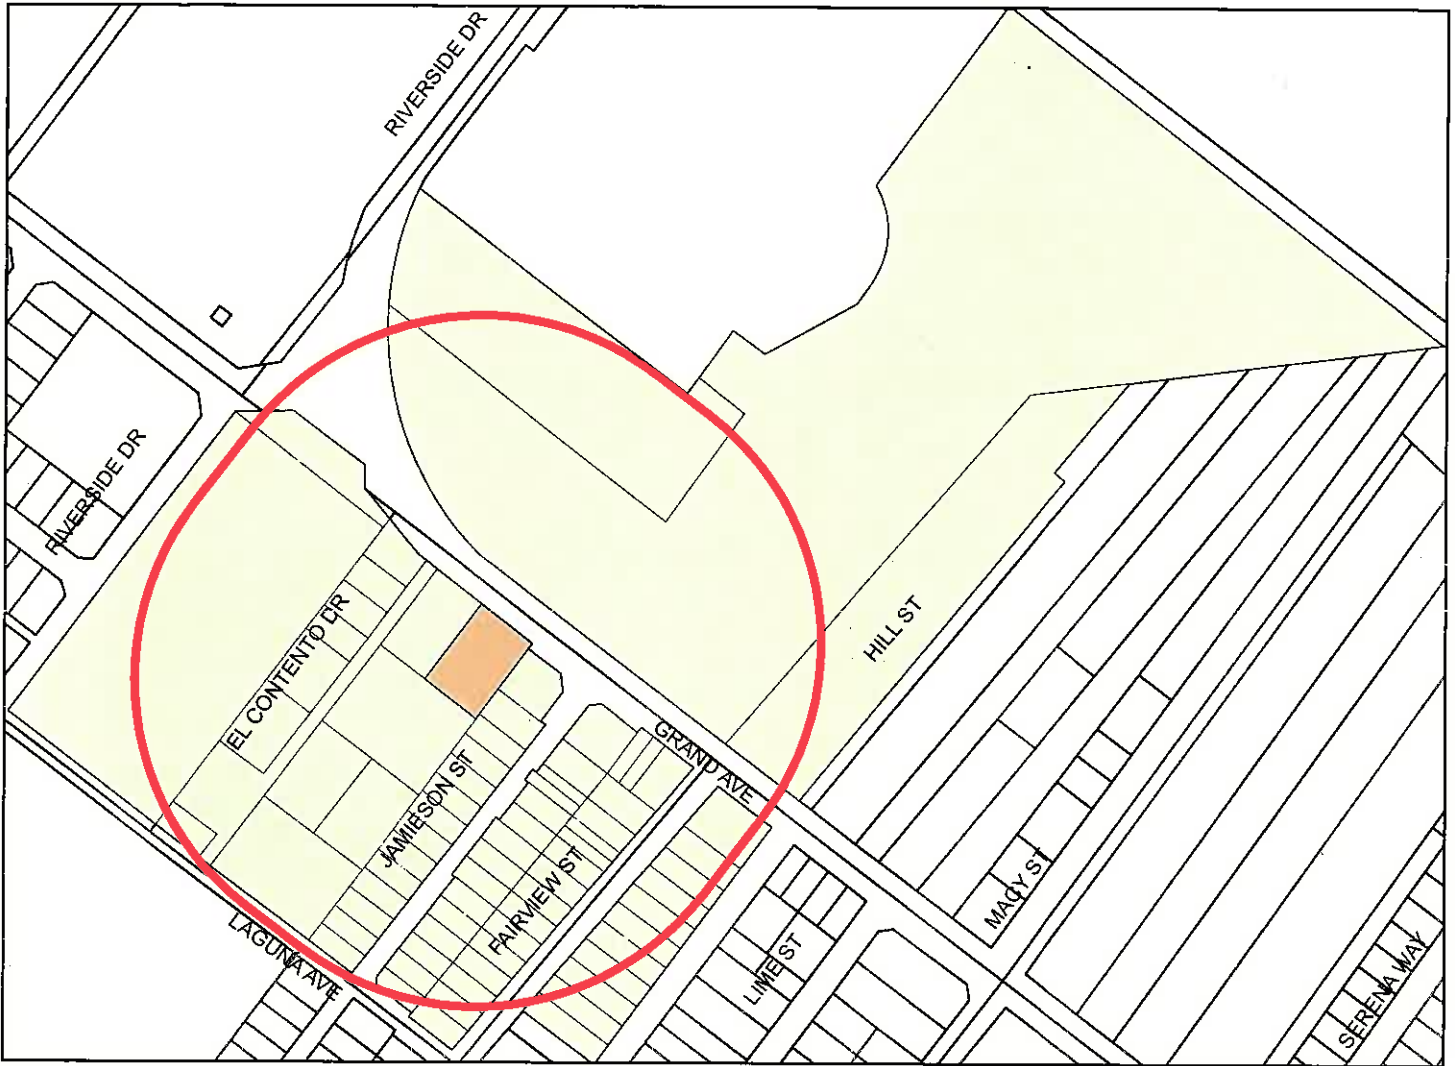 RIVERSIDE DR
RIVERSIDE DR
EL CONTENTO DR
HILL ST
JAMIESON ST
GRAND AVE
FAIRVIEW ST
MACY ST
LAGUNA AVE
LIME ST
SERENA WAY